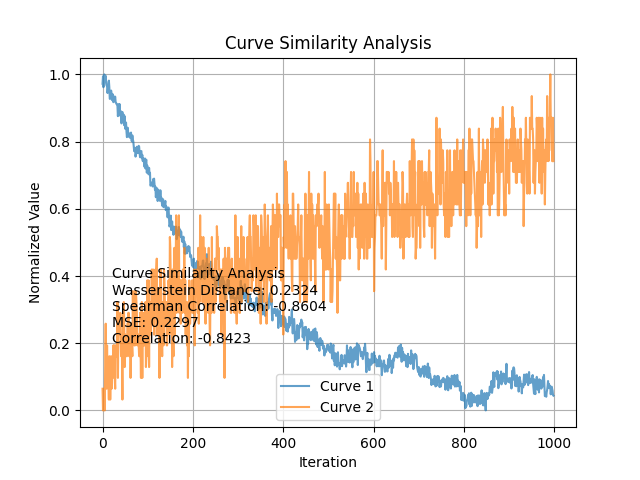 Curve Similarity Analysis
Normalized Value
1.0
0.8
0.6
0.4
0.2
0.0
Curve Similarity Analysis
Wasserstein Distance: 0.2324
Spearman Correlation: -0.8604
MSE: 0.2297
Correlation: -0.8423
Curve 1
Curve 2
0 200 400 600 800 1000
Iteration